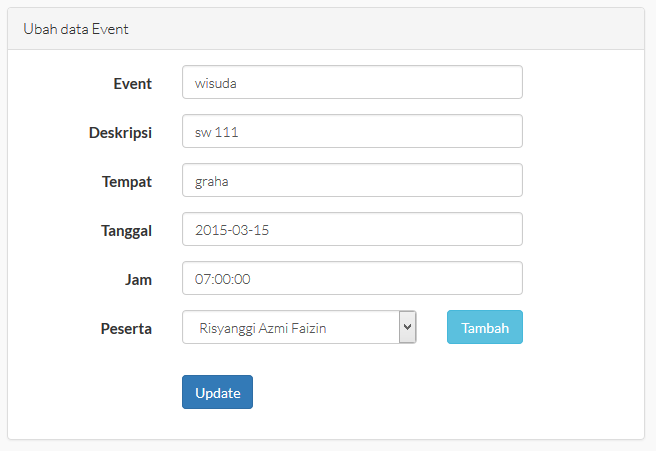 Ubah data Event
Event wisuda
Deskripsi sw 111
Tempat graha
Tanggal 2015-03-15
Jam 07:00:00
Peserta Risyanggi Azmi Faizin Tambah
Update